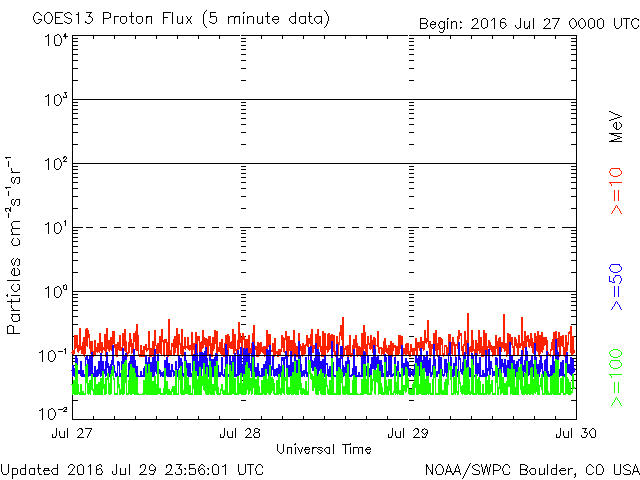 GOES13 Proton Flux (5 minute data)
Begin: 2016 Jul 27 0000 UTC
Particles cm⁻²s⁻¹sr⁻¹
10⁴
10³
10²
10¹
10⁰
10⁻¹
10⁻²
Jul 27
Jul 28
Jul 29
Jul 30
Universal Time
MeV
>=10
>=50
>=100
Updated 2016 Jul 29 23:56:01 UTC
NOAA/SWPC Boulder, CO USA